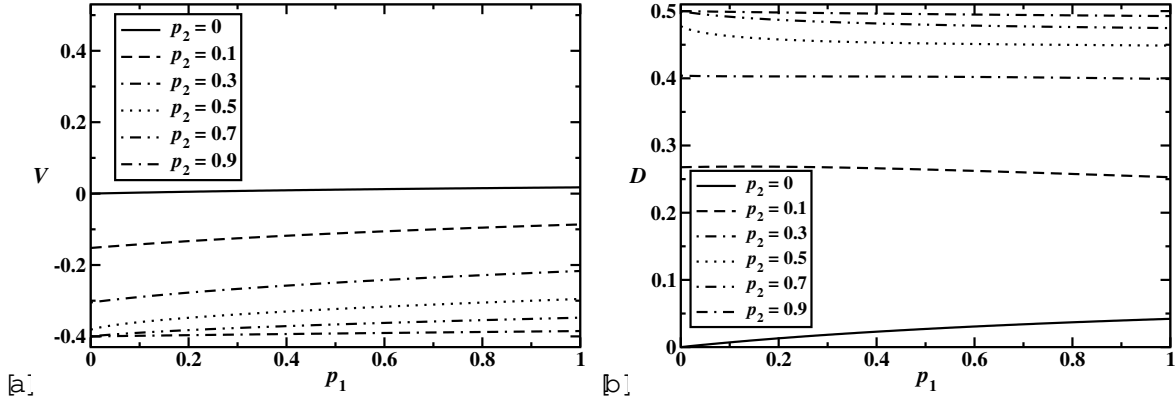 0.4
0.2
0
-0.2
-0.4
V
p2 = 0
p2 = 0.1
p2 = 0.3
p2 = 0.5
p2 = 0.7
p2 = 0.9
0 0.2 0.4 0.6 0.8 1
p1
[a]
0.5
0.4
0.3
0.2
0.1
0
D
p2 = 0
p2 = 0.1
p2 = 0.3
p2 = 0.5
p2 = 0.7
p2 = 0.9
0 0.2 0.4 0.6 0.8 1
p1
[b]